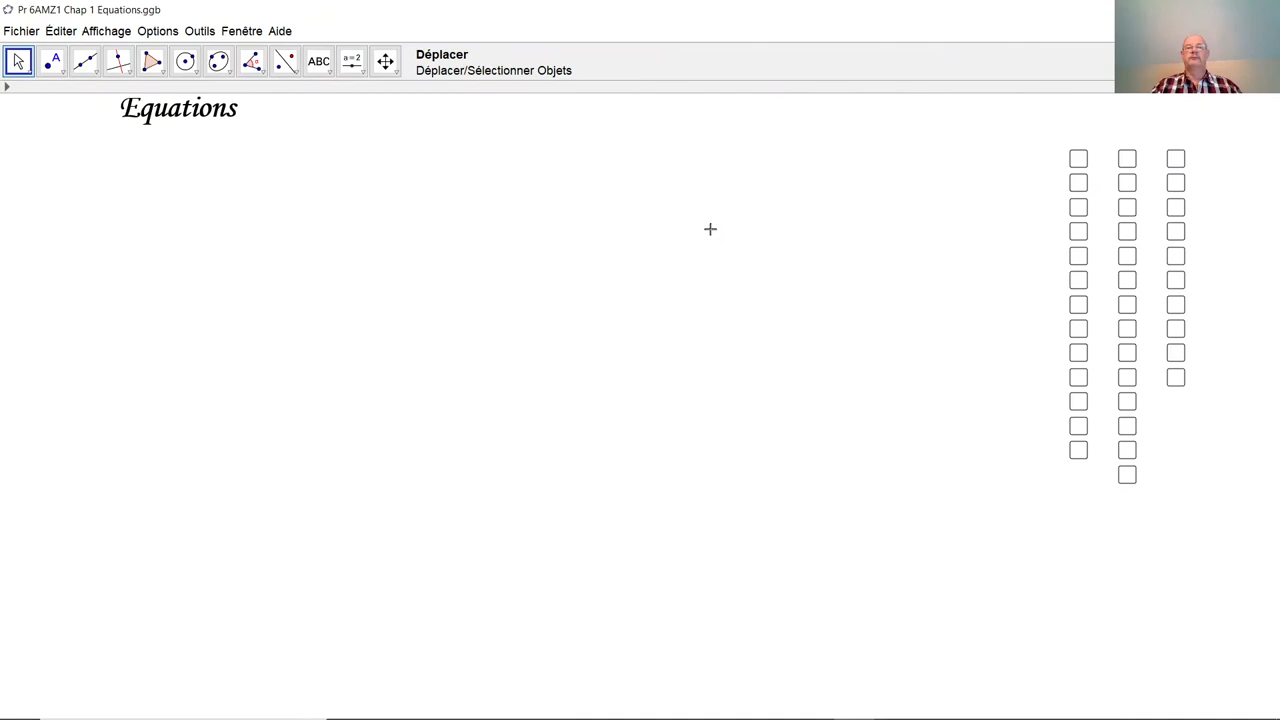 Pr 6AMZ1 Chap 1 Equations.ggb
Fichier Éditer Affichage Options Outils Fenêtre Aide
A
ABC
a=2
Déplacer
Déplacer/Sélectionner Objets
Equations